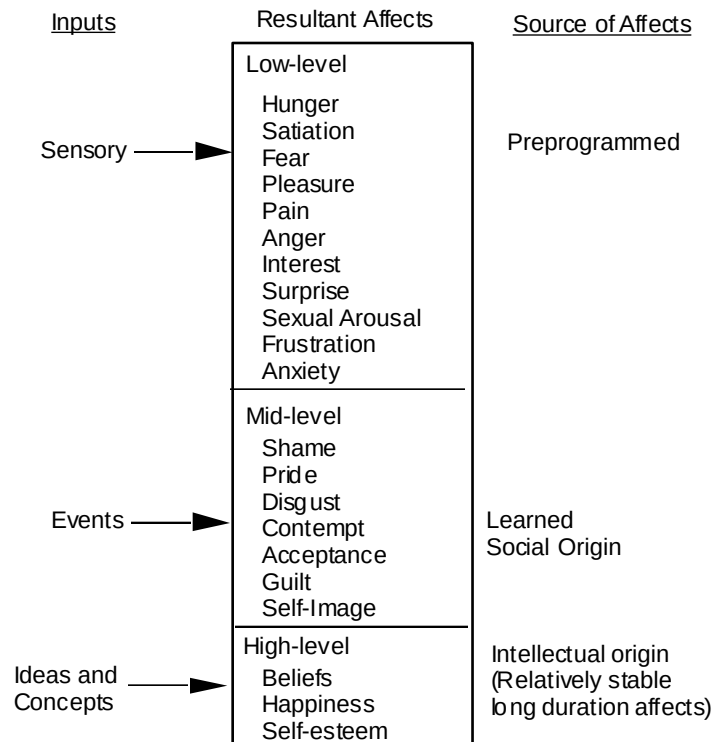 Inputs
Resultant Affects
Source of Affects
Low-level
Hunger
Satiation
Fear
Pleasure
Pain
Anger
Interest
Surprise
Sexual Arousal
Frustration
Anxiety
Sensory
Preprogrammed
Mid-level
Shame
Pride
Disgust
Contempt
Acceptance
Guilt
Self-Image
Events
Learned
Social Origin
High-level
Beliefs
Happiness
Self-esteem
Ideas and
Concepts
Intellectual origin
(Relatively stable
long duration affects)